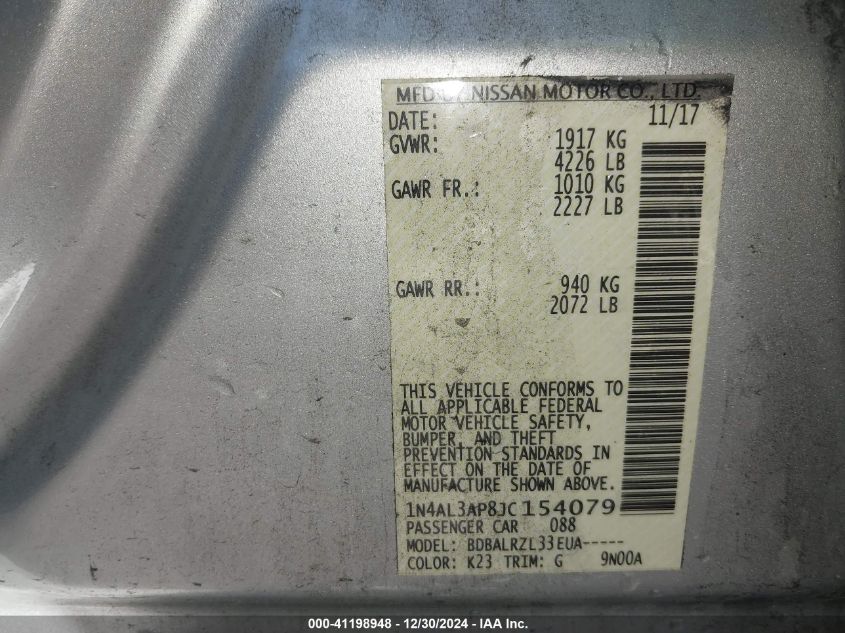 MFD BY NISSAN MOTOR CO., LTD.
DATE: 11/17
GVWR: 1917 KG
4226 LB
GAWR FR.: 1010 KG
2227 LB
GAWR RR.: 940 KG
2072 LB
THIS VEHICLE CONFORMS TO
ALL APPLICABLE FEDERAL
MOTOR VEHICLE SAFETY,
BUMPER, AND THEFT
PREVENTION STANDARDS IN
EFFECT ON THE DATE OF
MANUFACTURE SHOWN ABOVE.
1N4AL3AP8JC154079
PASSENGER CAR 088
MODEL: BDBALRZL33EUA-----
COLOR: K23 TRIM: G 9N00A
000-41198948 - 12/30/2024 - IAA Inc.